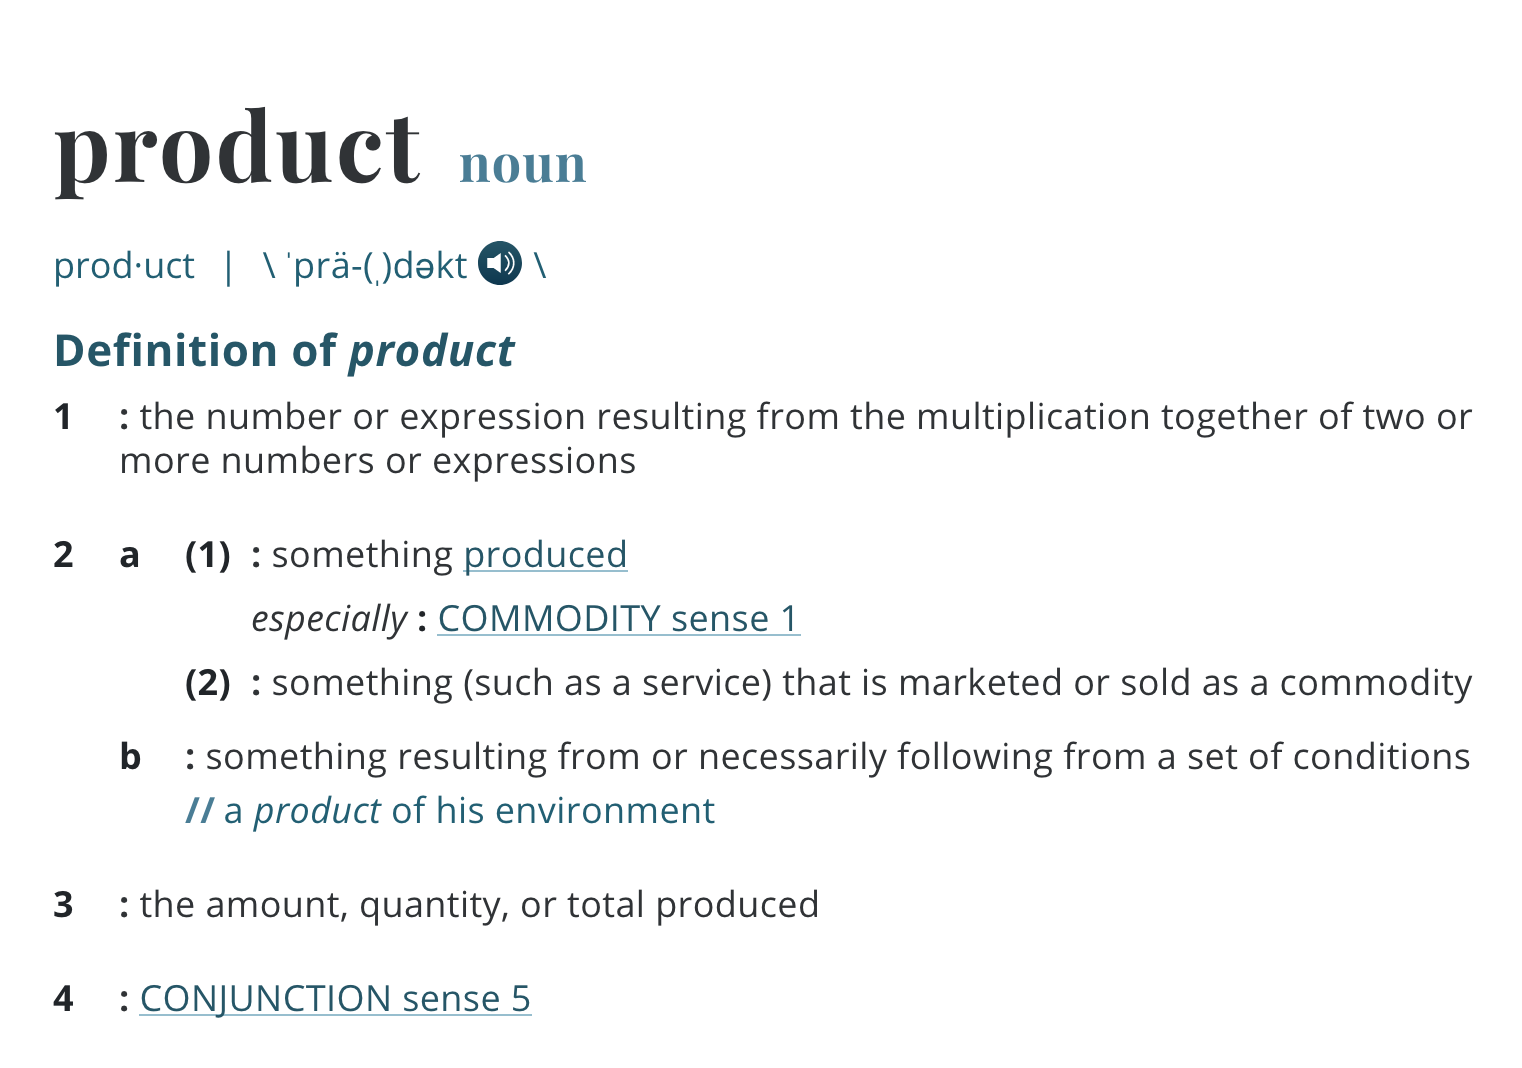 product noun
prod·uct | \ ˈprä-(ˌ)dəkt \
Definition of product
1 : the number or expression resulting from the multiplication together of two or
more numbers or expressions
2 a (1) : something produced
especially : COMMODITY sense 1
(2) : something (such as a service) that is marketed or sold as a commodity
b : something resulting from or necessarily following from a set of conditions
// a product of his environment
3 : the amount, quantity, or total produced
4 : CONJUNCTION sense 5